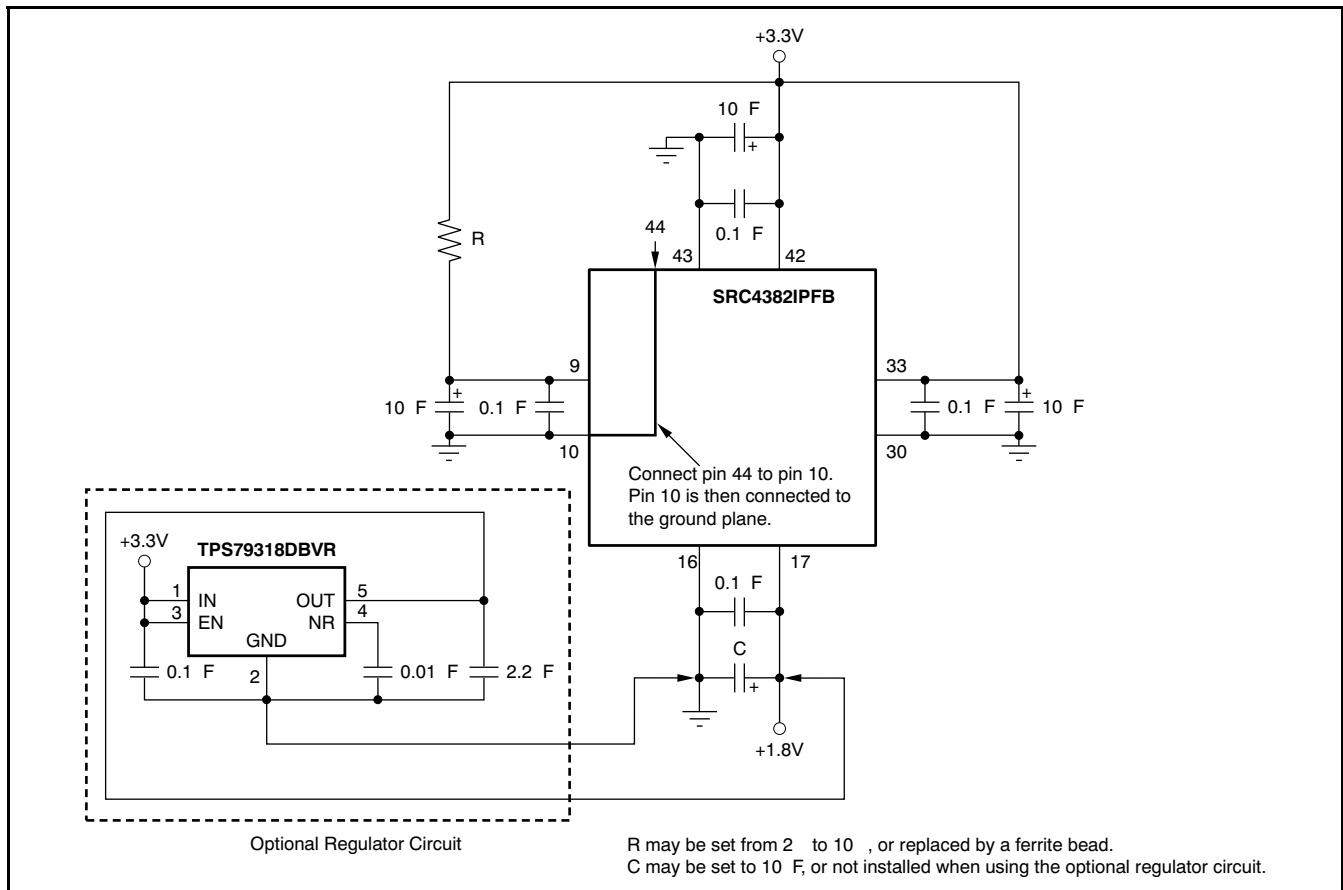 +3.3V
10 F
+
0.1 F
44
43
42
R
SRC4382IPFB
9
33
+
10 F
0.1 F
0.1 F
+
10 F
10
30
Connect pin 44 to pin 10.
Pin 10 is then connected to
the ground plane.
+3.3V
TPS79318DBVR
16
17
0.1 F
1
IN
OUT
5
3
EN
NR
4
GND
2
0.1 F
0.01 F
2.2 F
C
+
+1.8V
Optional Regulator Circuit
R may be set from 2 to 10 , or replaced by a ferrite bead.
C may be set to 10 F, or not installed when using the optional regulator circuit.